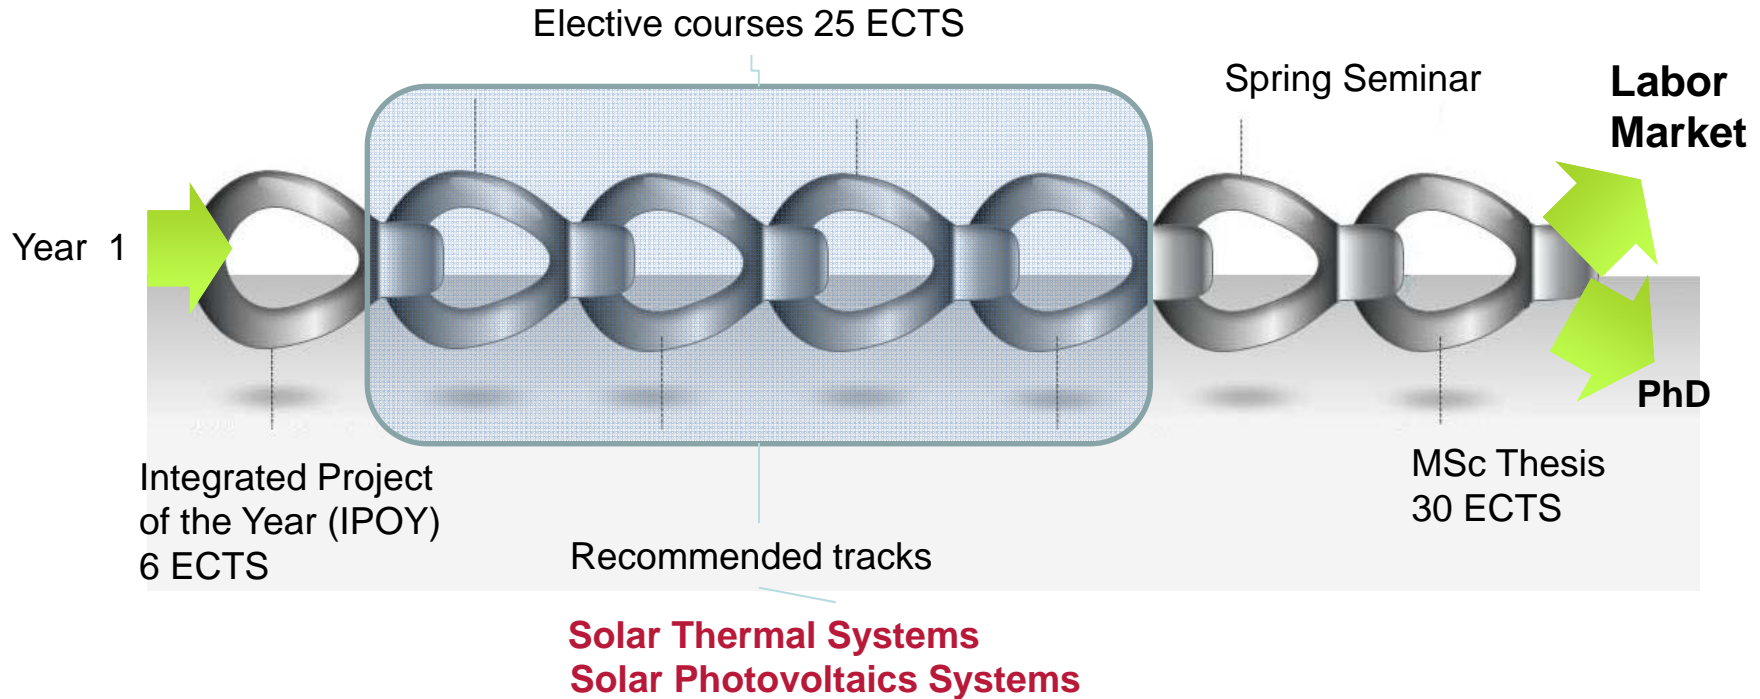 Elective courses 25 ECTS
Spring Seminar
Labor
Market
Year 1
PhD
Integrated Project
of the Year (IPOY)
6 ECTS
MSc Thesis
30 ECTS
Recommended tracks
Solar Thermal Systems
Solar Photovoltaics Systems